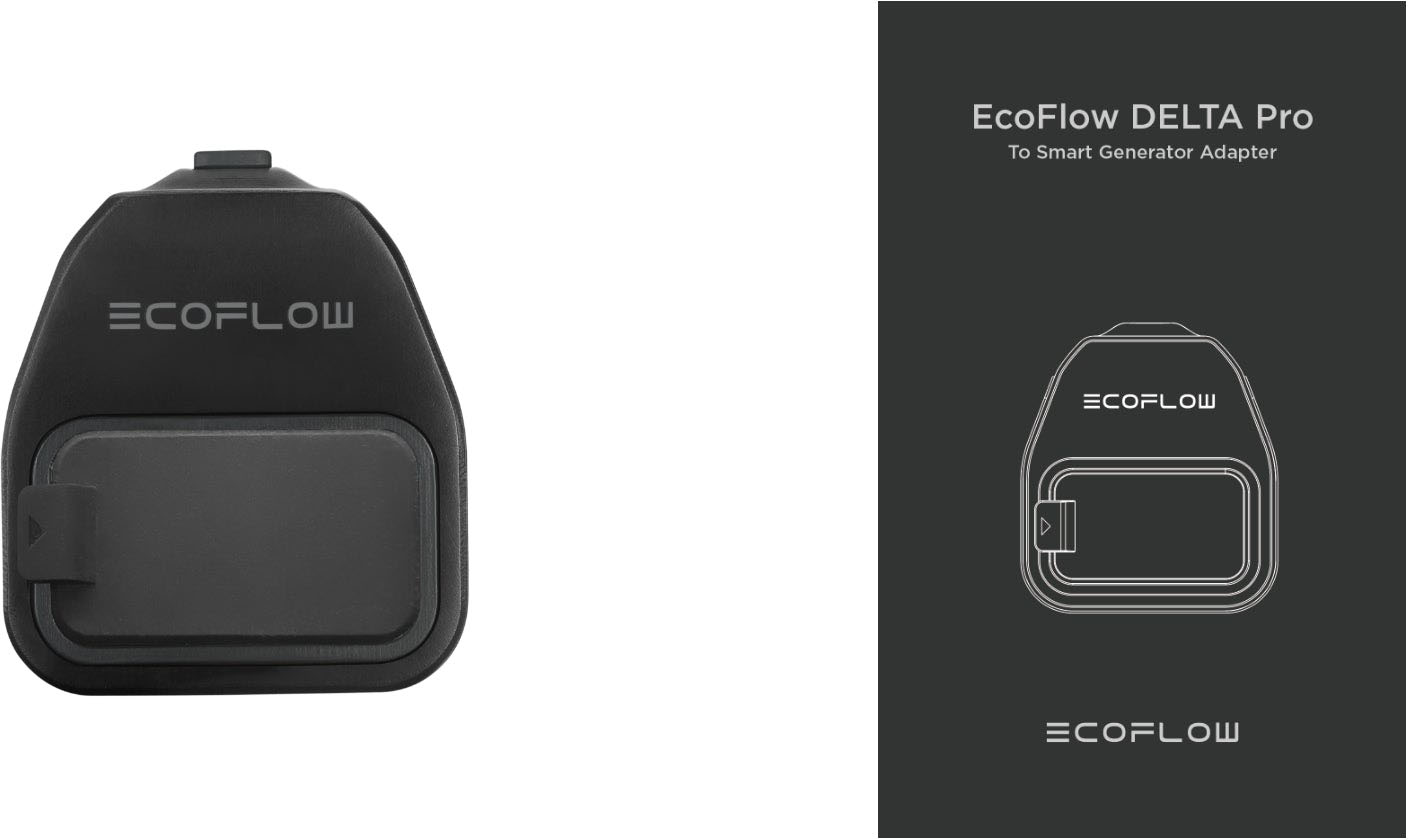 ECOFLOW
EcoFlow DELTA Pro
To Smart Generator Adapter
ECOFLOW
ECOFLOW